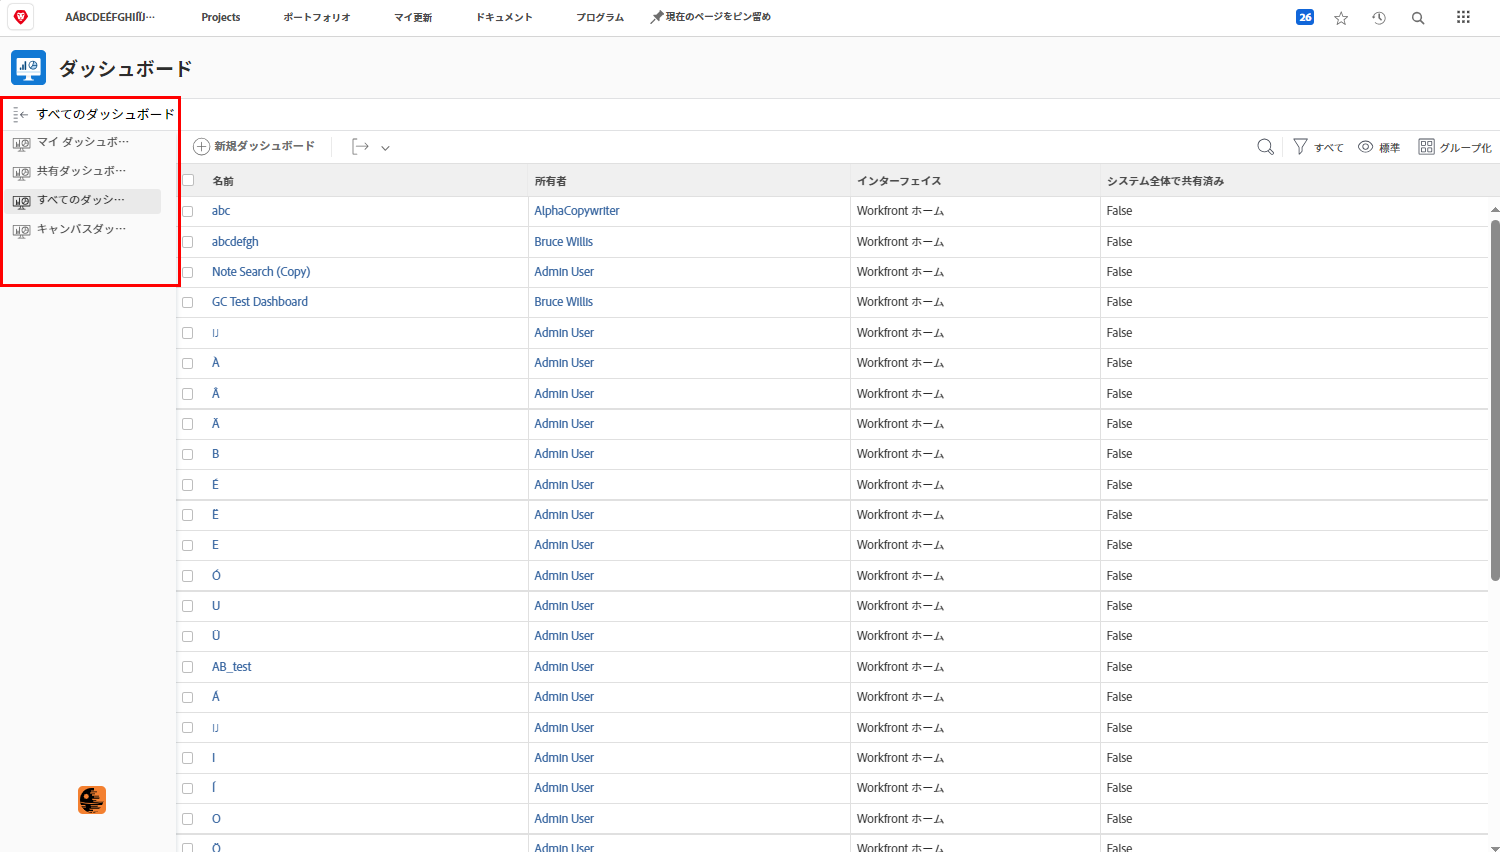 AÁBCDEÉFGHIÍĨJ··· Projects ポートフォリオ マイ更新 ドキュメント プログラム 現在のページをピン留め 26
ダッシュボード
すべてのダッシュボード
マイ ダッシュボ···
共有ダッシュボ···
すべてのダッシ···
キャンバスダッ···
新規ダッシュボード すべて 標準 グループ化
名前 所有者 インターフェイス システム全体で共有済み
abc AlphaCopywriter Workfront ホーム False
abcdefgh Bruce Willis Workfront ホーム False
Note Search (Copy) Admin User Workfront ホーム False
GC Test Dashboard Bruce Willis Workfront ホーム False
Admin User Workfront ホーム False
À Admin User Workfront ホーム False
Admin User Workfront ホーム False
Admin User Workfront ホーム False
B Admin User Workfront ホーム False
É Admin User Workfront ホーム False
Admin User Workfront ホーム False
E Admin User Workfront ホーム False
Ó Admin User Workfront ホーム False
U Admin User Workfront ホーム False
Admin User Workfront ホーム False
AB_test Admin User Workfront ホーム False
Á Admin User Workfront ホーム False
Admin User Workfront ホーム False
I Admin User Workfront ホーム False
Í Admin User Workfront ホーム False
O Admin User Workfront ホーム False
Admin User Workfront ホーム False